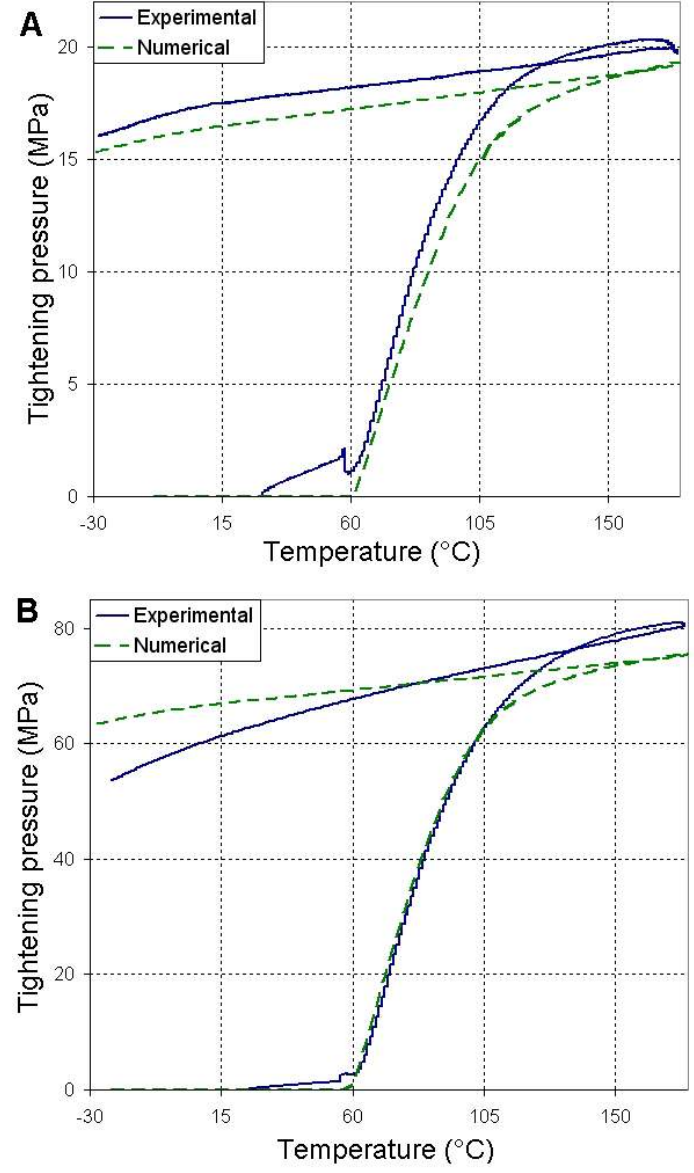 A
Experimental
Numerical
20
15
10
5
0
Tightening pressure (MPa)
-30 15 60 105 150
Temperature (°C)
B
Experimental
Numerical
80
60
40
20
0
Tightening pressure (MPa)
-30 15 60 105 150
Temperature (°C)